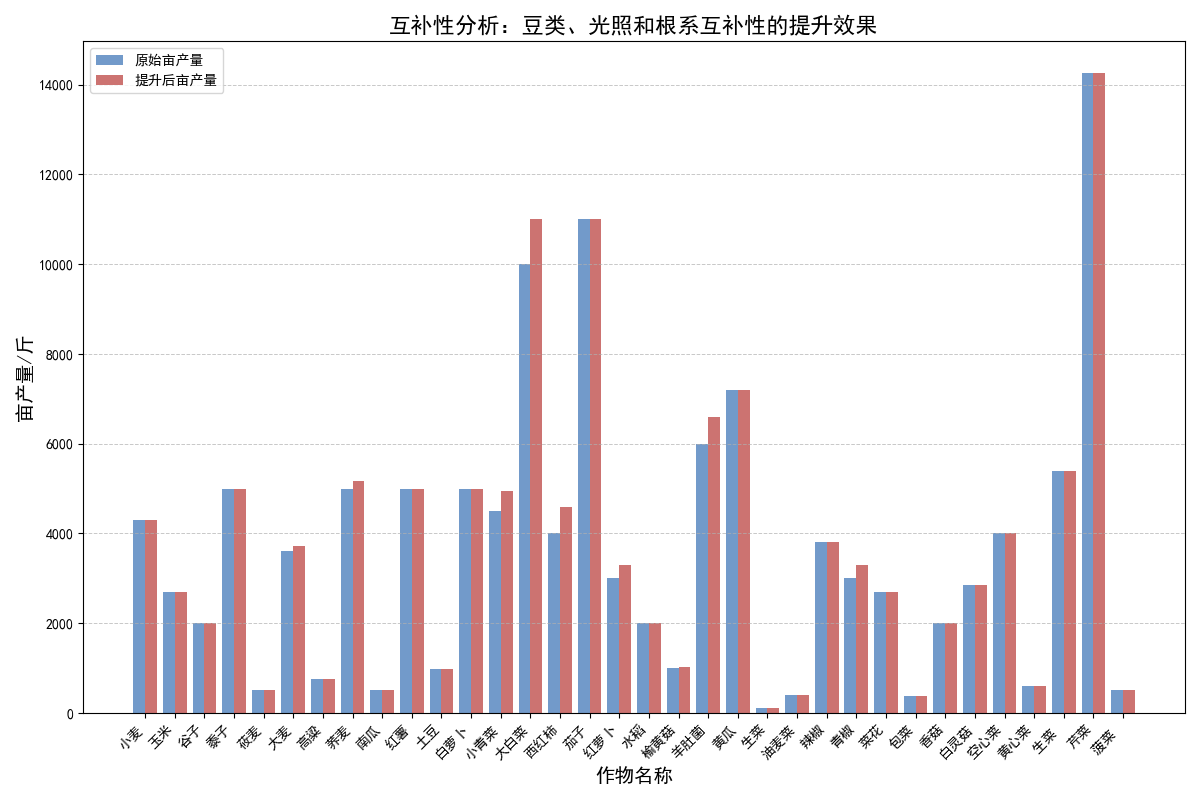 互补性分析：豆类、光照和根系互补性的提升效果
原始亩产量
提升后亩产量
亩产量/斤
14000
12000
10000
8000
6000
4000
2000
0
小麦
玉米
谷子
黍子
莜麦
大麦
高粱
荞麦
南瓜
红薯
土豆
白萝卜
小青菜
大白菜
西红柿
茄子
红萝卜
水稻
榆黄菇
羊肚菌
黄瓜
生菜
油麦菜
辣椒
青椒
菜花
包菜
香菇
白灵菇
空心菜
黄心菜
生菜
芹菜
菠菜
作物名称